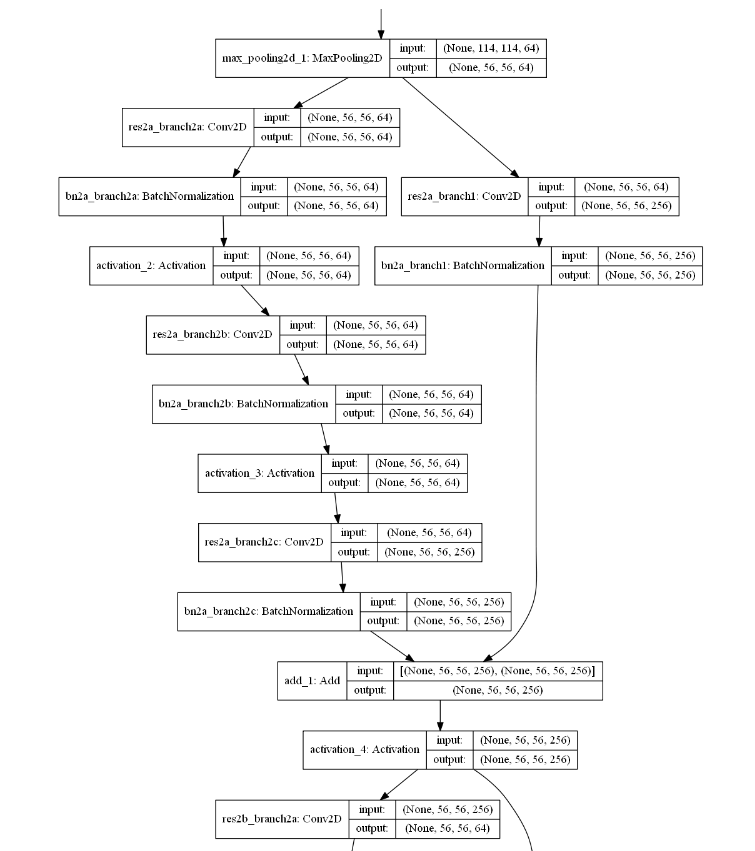 max_pooling2d_1: MaxPooling2D
input: (None, 114, 114, 64)
output: (None, 56, 56, 64)
res2a_branch2a: Conv2D
input: (None, 56, 56, 64)
output: (None, 56, 56, 64)
bn2a_branch2a: BatchNormalization
input: (None, 56, 56, 64)
output: (None, 56, 56, 64)
res2a_branch1: Conv2D
input: (None, 56, 56, 64)
output: (None, 56, 56, 256)
activation_2: Activation
input: (None, 56, 56, 64)
output: (None, 56, 56, 64)
bn2a_branch1: BatchNormalization
input: (None, 56, 56, 256)
output: (None, 56, 56, 256)
res2a_branch2b: Conv2D
input: (None, 56, 56, 64)
output: (None, 56, 56, 64)
bn2a_branch2b: BatchNormalization
input: (None, 56, 56, 64)
output: (None, 56, 56, 64)
activation_3: Activation
input: (None, 56, 56, 64)
output: (None, 56, 56, 64)
res2a_branch2c: Conv2D
input: (None, 56, 56, 64)
output: (None, 56, 56, 256)
bn2a_branch2c: BatchNormalization
input: (None, 56, 56, 256)
output: (None, 56, 56, 256)
add_1: Add
input: [(None, 56, 56, 256), (None, 56, 56, 256)]
output: (None, 56, 56, 256)
activation_4: Activation
input: (None, 56, 56, 256)
output: (None, 56, 56, 256)
res2b_branch2a: Conv2D
input: (None, 56, 56, 256)
output: (None, 56, 56, 64)